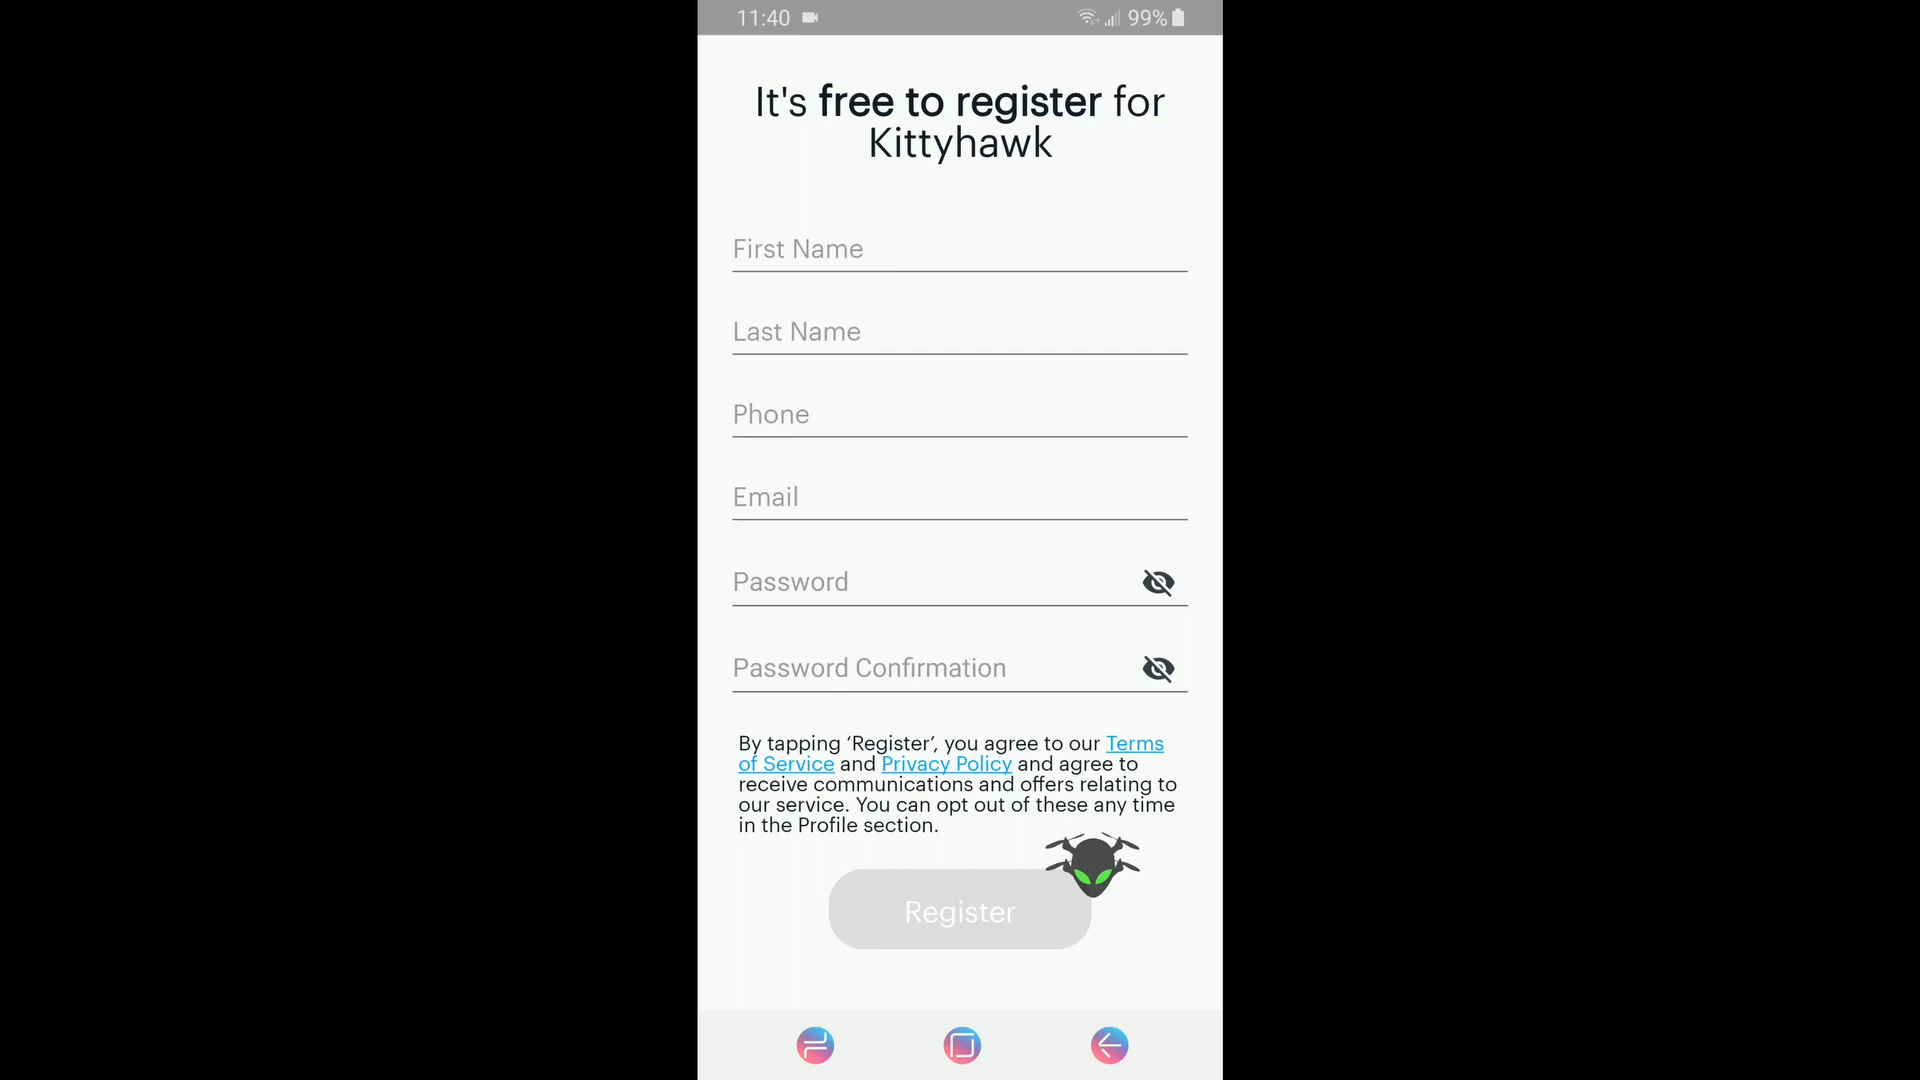 11:40 99%
It's free to register for
Kittyhawk
First Name
Last Name
Phone
Email
Password
Password Confirmation
By tapping ‘Register’, you agree to our Terms
of Service and Privacy Policy and agree to
receive communications and offers relating to
our service. You can opt out of these any time
in the Profile section.
Register